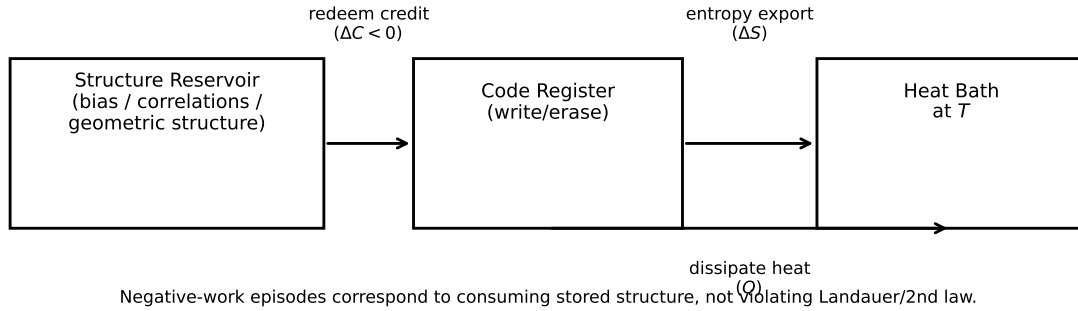 redeem credit
(ΔC < 0)
entropy export
(ΔS)
Structure Reservoir
(bias / correlations /
geometric structure)
Code Register
(write/erase)
Heat Bath
at T
dissipate heat
(Q)
Negative-work episodes correspond to consuming stored structure, not violating Landauer/2nd law.